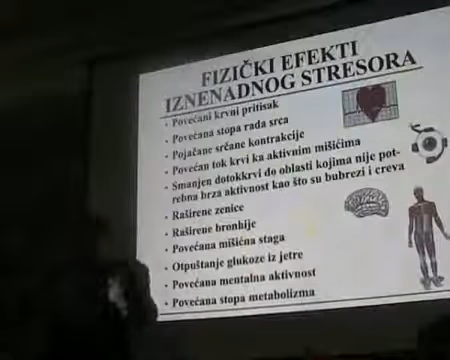 FIZIČKI EFEKTI
IZNENADNOG STRESORA
· Povećani krvni pritisak
· Povećana stopa rada srca
· Pojačane srčane kontrakcije
· Povećan tok krvi ka aktivnim mišićima
· Smanjen dotokkrvi do oblasti kojima nije pot-
rebna brza aktivnost kao što su bubrezi i creva
· Raširene zenice
· Raširene bronhije
· Povećana mišićna staga
· Otpuštanje glukoze iz jetre
· Povećana mentalna aktivnost
· Povećana stopa metabolizma